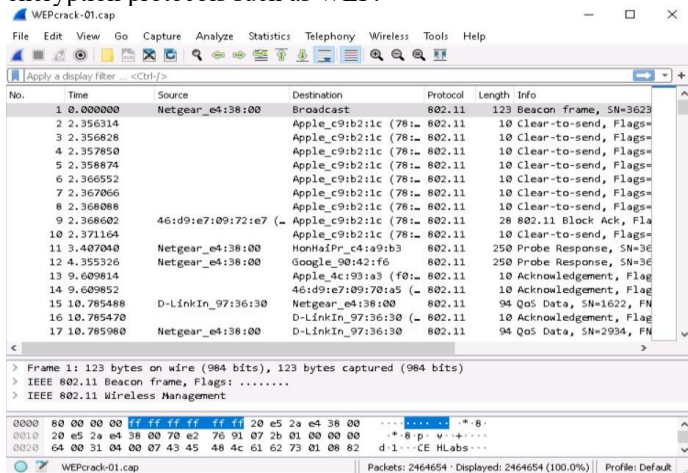 WEPcrack-01.cap
File Edit View Go Capture Analyze Statistics Telephony Wireless Tools Help
Apply a display filter ... <Ctrl-/>
No. Time Source Destination Protocol Length Info
1 0.000000 Netgear_e4:38:00 Broadcast 802.11 123 Beacon frame, SN=3623
2 2.356314 Apple_c9:b2:1c (78:… 802.11 10 Clear-to-send, Flags=
3 2.356828 Apple_c9:b2:1c (78:… 802.11 10 Clear-to-send, Flags=
4 2.357850 Apple_c9:b2:1c (78:… 802.11 10 Clear-to-send, Flags=
5 2.358874 Apple_c9:b2:1c (78:… 802.11 10 Clear-to-send, Flags=
6 2.366552 Apple_c9:b2:1c (78:… 802.11 10 Clear-to-send, Flags=
7 2.367066 Apple_c9:b2:1c (78:… 802.11 10 Clear-to-send, Flags=
8 2.368088 Apple_c9:b2:1c (78:… 802.11 10 Clear-to-send, Flags=
9 2.368602 46:d9:e7:09:72:e7 (… Apple_c9:b2:1c (78:… 802.11 28 802.11 Block Ack, Fla
10 2.371164 Apple_c9:b2:1c (78:… 802.11 10 Clear-to-send, Flags=
11 3.407040 Netgear_e4:38:00 HonHaiPr_c4:a9:b3 802.11 250 Probe Response, SN=36
12 4.355326 Netgear_e4:38:00 Google_90:42:f6 802.11 250 Probe Response, SN=36
13 9.609814 Apple_4c:93:a3 (f0:… 802.11 10 Acknowledgement, Flag
14 9.609852 46:d9:e7:09:70:a5 (… 802.11 10 Acknowledgement, Flag
15 10.785488 D-LinkIn_97:36:30 Netgear_e4:38:00 802.11 94 QoS Data, SN=1622, FN
16 10.785470 D-LinkIn_97:36:30 (… 802.11 10 Acknowledgement, Flag
17 10.785980 Netgear_e4:38:00 D-LinkIn_97:36:30 802.11 94 QoS Data, SN=2934, FN
> Frame 1: 123 bytes on wire (984 bits), 123 bytes captured (984 bits)
> IEEE 802.11 Beacon frame, Flags: ........
> IEEE 802.11 Wireless Management
0000 80 00 00 00 ff ff ff ff ff ff 20 e5 2a e4 38 00 ········ ·· ·*·8·
0010 20 e5 2a e4 38 00 70 e2 76 91 07 2b 01 00 00 00 ·*·8·p· v··+····
0020 64 00 31 04 00 07 43 45 48 4c 61 62 73 01 08 82 d·1···CE HLabs···
WEPcrack-01.cap Packets: 2464654 · Displayed: 2464654 (100.0%) Profile: Default